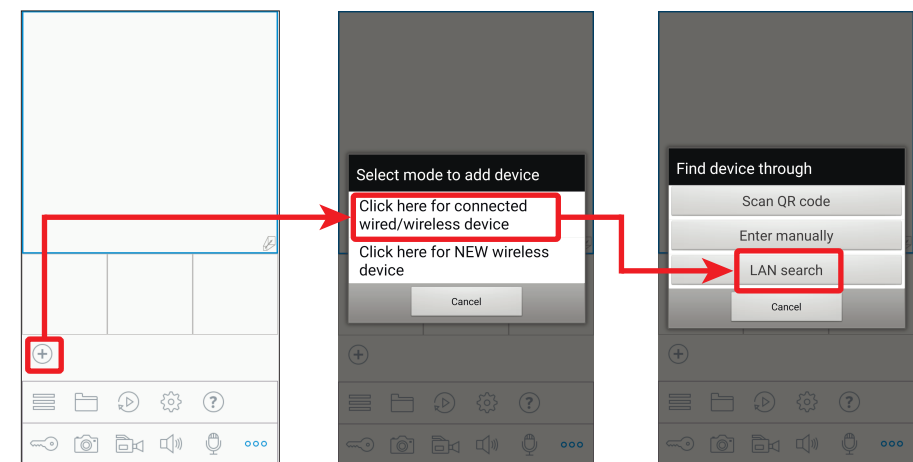 Select mode to add device
Click here for connected
wired/wireless device
Click here for NEW wireless
device
Cancel
Find device through
Scan QR code
Enter manually
LAN search
Cancel